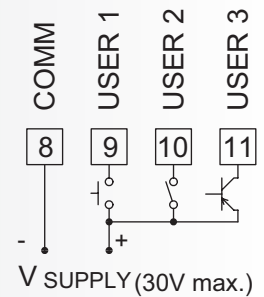 COMM
USER 1
USER 2
USER 3
8 9 10 11
- +
V SUPPLY (30V max.)